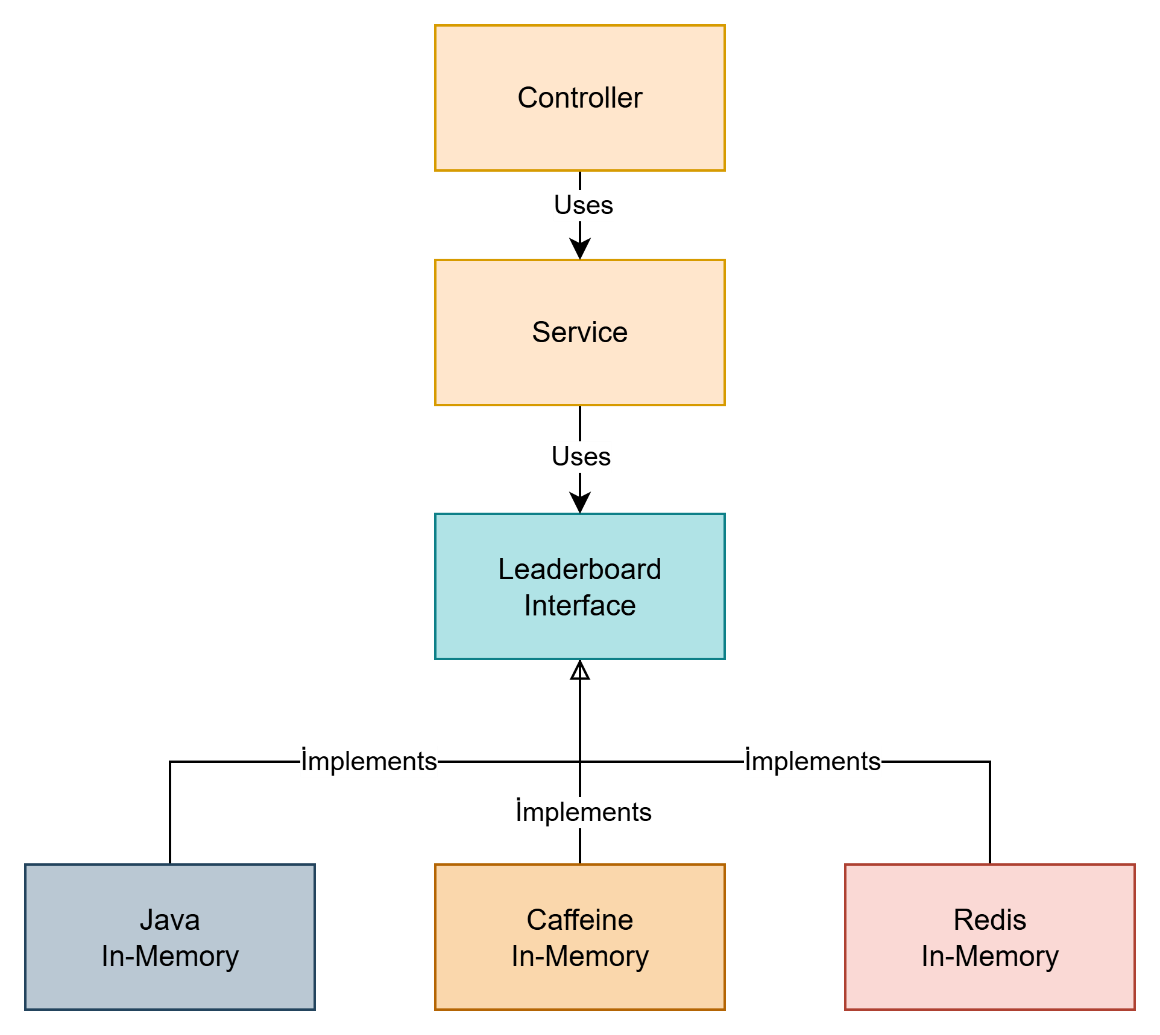 Controller
Uses
Service
Uses
Leaderboard
Interface
İmplements
İmplements
İmplements
Java
In-Memory
Caffeine
In-Memory
Redis
In-Memory